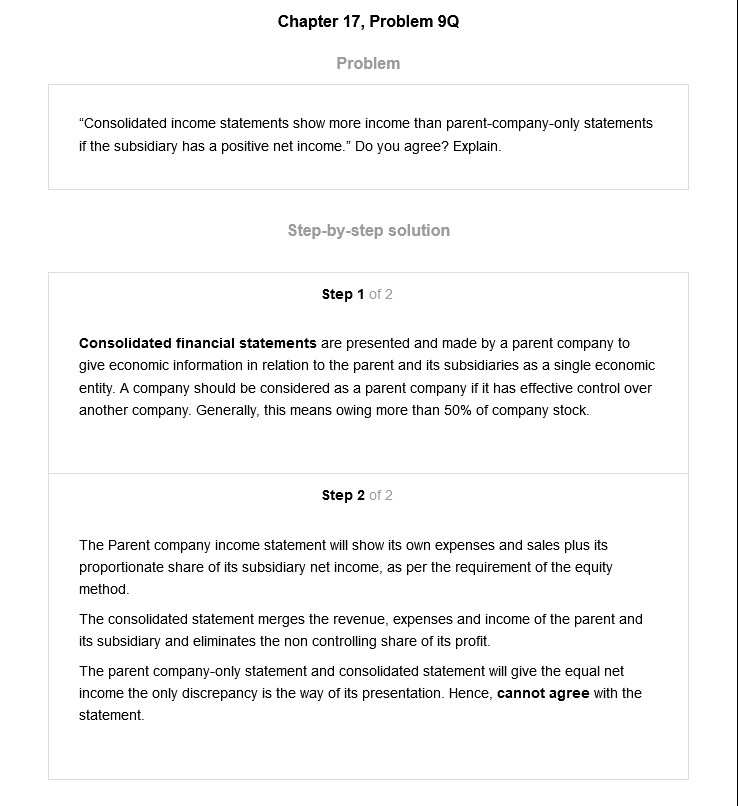 Chapter 17, Problem 9Q
Problem
“Consolidated income statements show more income than parent-company-only statements
if the subsidiary has a positive net income.” Do you agree? Explain.
Step-by-step solution
Step 1 of 2
Consolidated financial statements are presented and made by a parent company to
give economic information in relation to the parent and its subsidiaries as a single economic
entity. A company should be considered as a parent company if it has effective control over
another company. Generally, this means owing more than 50% of company stock.
Step 2 of 2
The Parent company income statement will show its own expenses and sales plus its
proportionate share of its subsidiary net income, as per the requirement of the equity
method.
The consolidated statement merges the revenue, expenses and income of the parent and
its subsidiary and eliminates the non controlling share of its profit.
The parent company-only statement and consolidated statement will give the equal net
income the only discrepancy is the way of its presentation. Hence, cannot agree with the
statement.